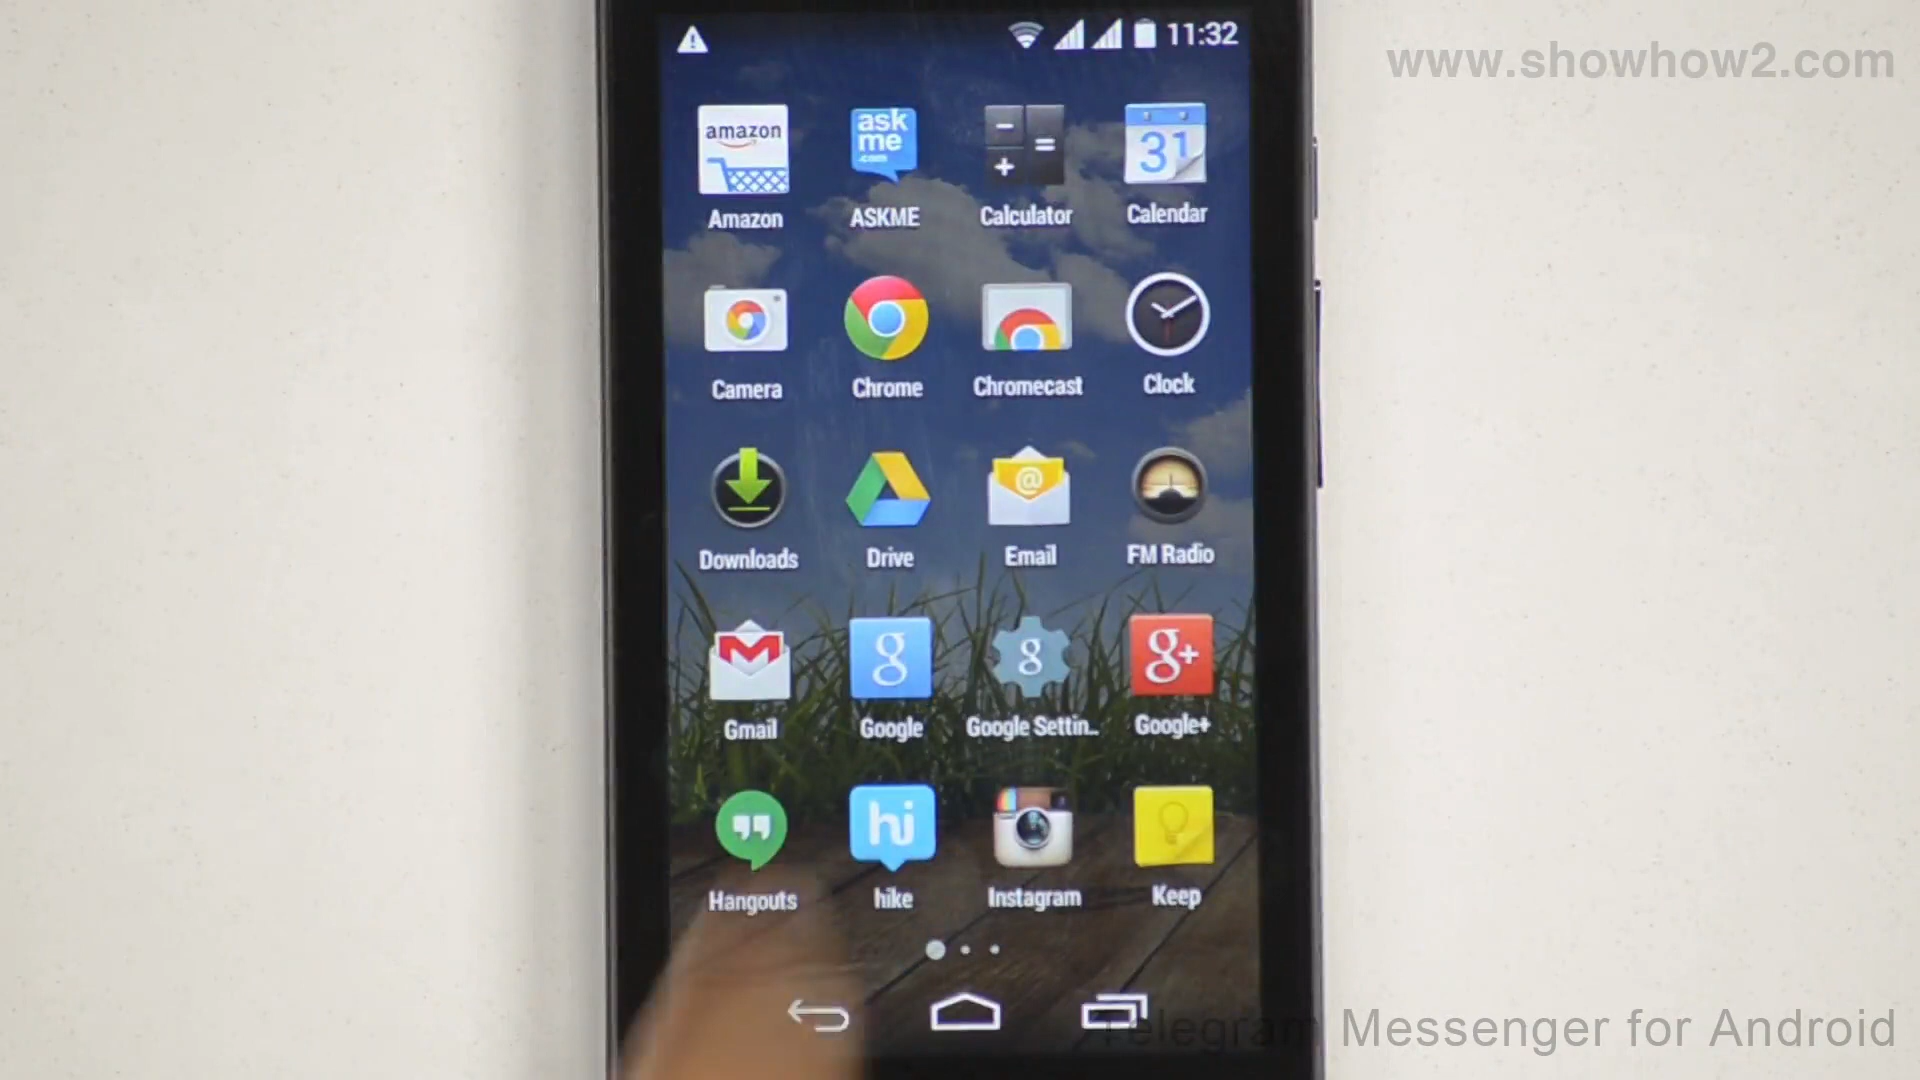 11:32
www.showhow2.com
amazon
ask
me
.com
31
Amazon
ASKME
Calculator
Calendar
Camera
Chrome
Chromecast
Clock
@
Downloads
Drive
Email
FM Radio
g
g
g+
Gmail
Google
Google Settin..
Google+
hi
Hangouts
hike
Instagram
Keep
Telegram Messenger for Android